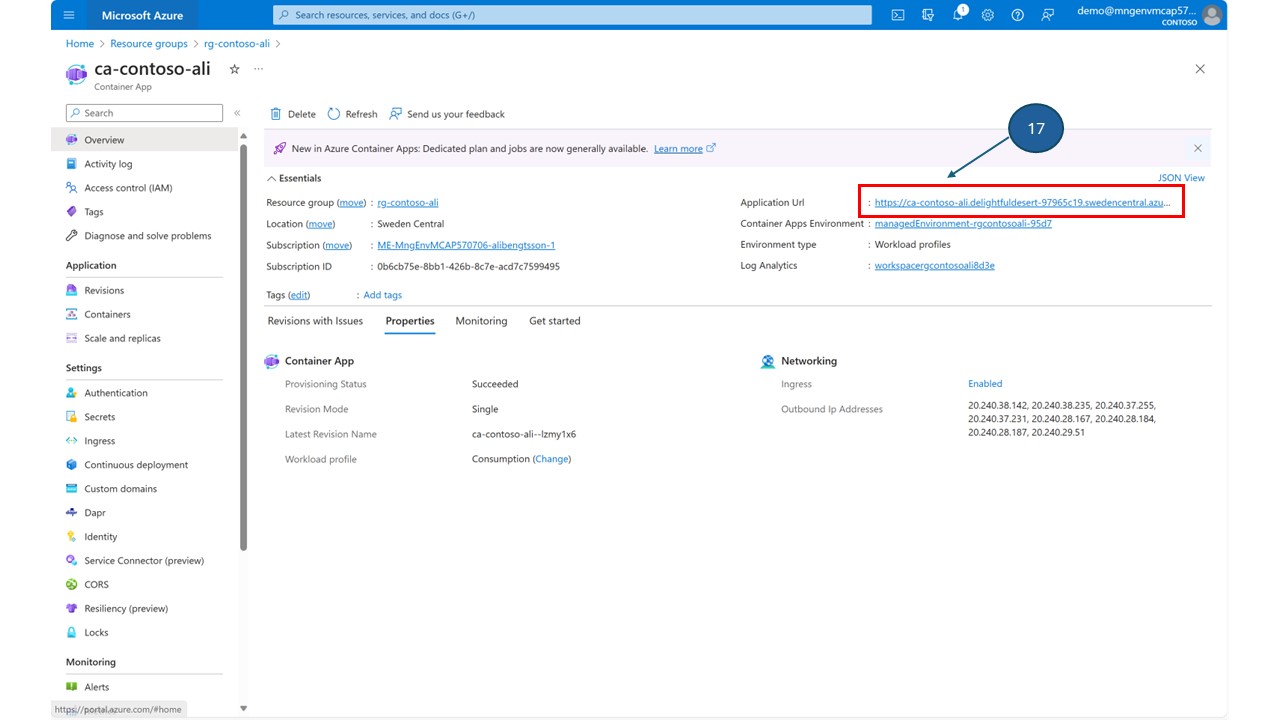 Microsoft Azure
Search resources, services, and docs (G+/)
1
demo@mngenvmcap57...
CONTOSO
Home > Resource groups > rg-contoso-ali >
ca-contoso-ali
Container App
Search
Overview
Activity log
Access control (IAM)
Tags
Diagnose and solve problems
Application
Revisions
Containers
Scale and replicas
Settings
Authentication
Secrets
Ingress
Continuous deployment
Custom domains
Dapr
Identity
Service Connector (preview)
CORS
Resiliency (preview)
Locks
Monitoring
Alerts
https://portal.azure.com/#home
Delete Refresh Send us your feedback
17
New in Azure Container Apps: Dedicated plan and jobs are now generally available. Learn more
Essentials
JSON View
Resource group (move) : rg-contoso-ali
Location (move) : Sweden Central
Subscription (move) : ME-MngEnvMCAP570706-alibengtsson-1
Subscription ID : 0b6cb75e-8bb1-426b-8c7e-acd7c7599495
Tags (edit) : Add tags
Application Url : https://ca-contoso-ali.delightfuldesert-97965c19.swedencentral.azu...
Container Apps Environment : managedEnvironment-rgcontosoali-95d7
Environment type : Workload profiles
Log Analytics : workspacergcontosoali8d3e
Revisions with Issues Properties Monitoring Get started
Container App
Provisioning Status Succeeded
Revision Mode Single
Latest Revision Name ca-contoso-ali--lzmy1x6
Workload profile Consumption (Change)
Networking
Ingress Enabled
Outbound Ip Addresses 20.240.38.142, 20.240.38.235, 20.240.37.255,
20.240.37.231, 20.240.28.167, 20.240.28.184,
20.240.28.187, 20.240.29.51